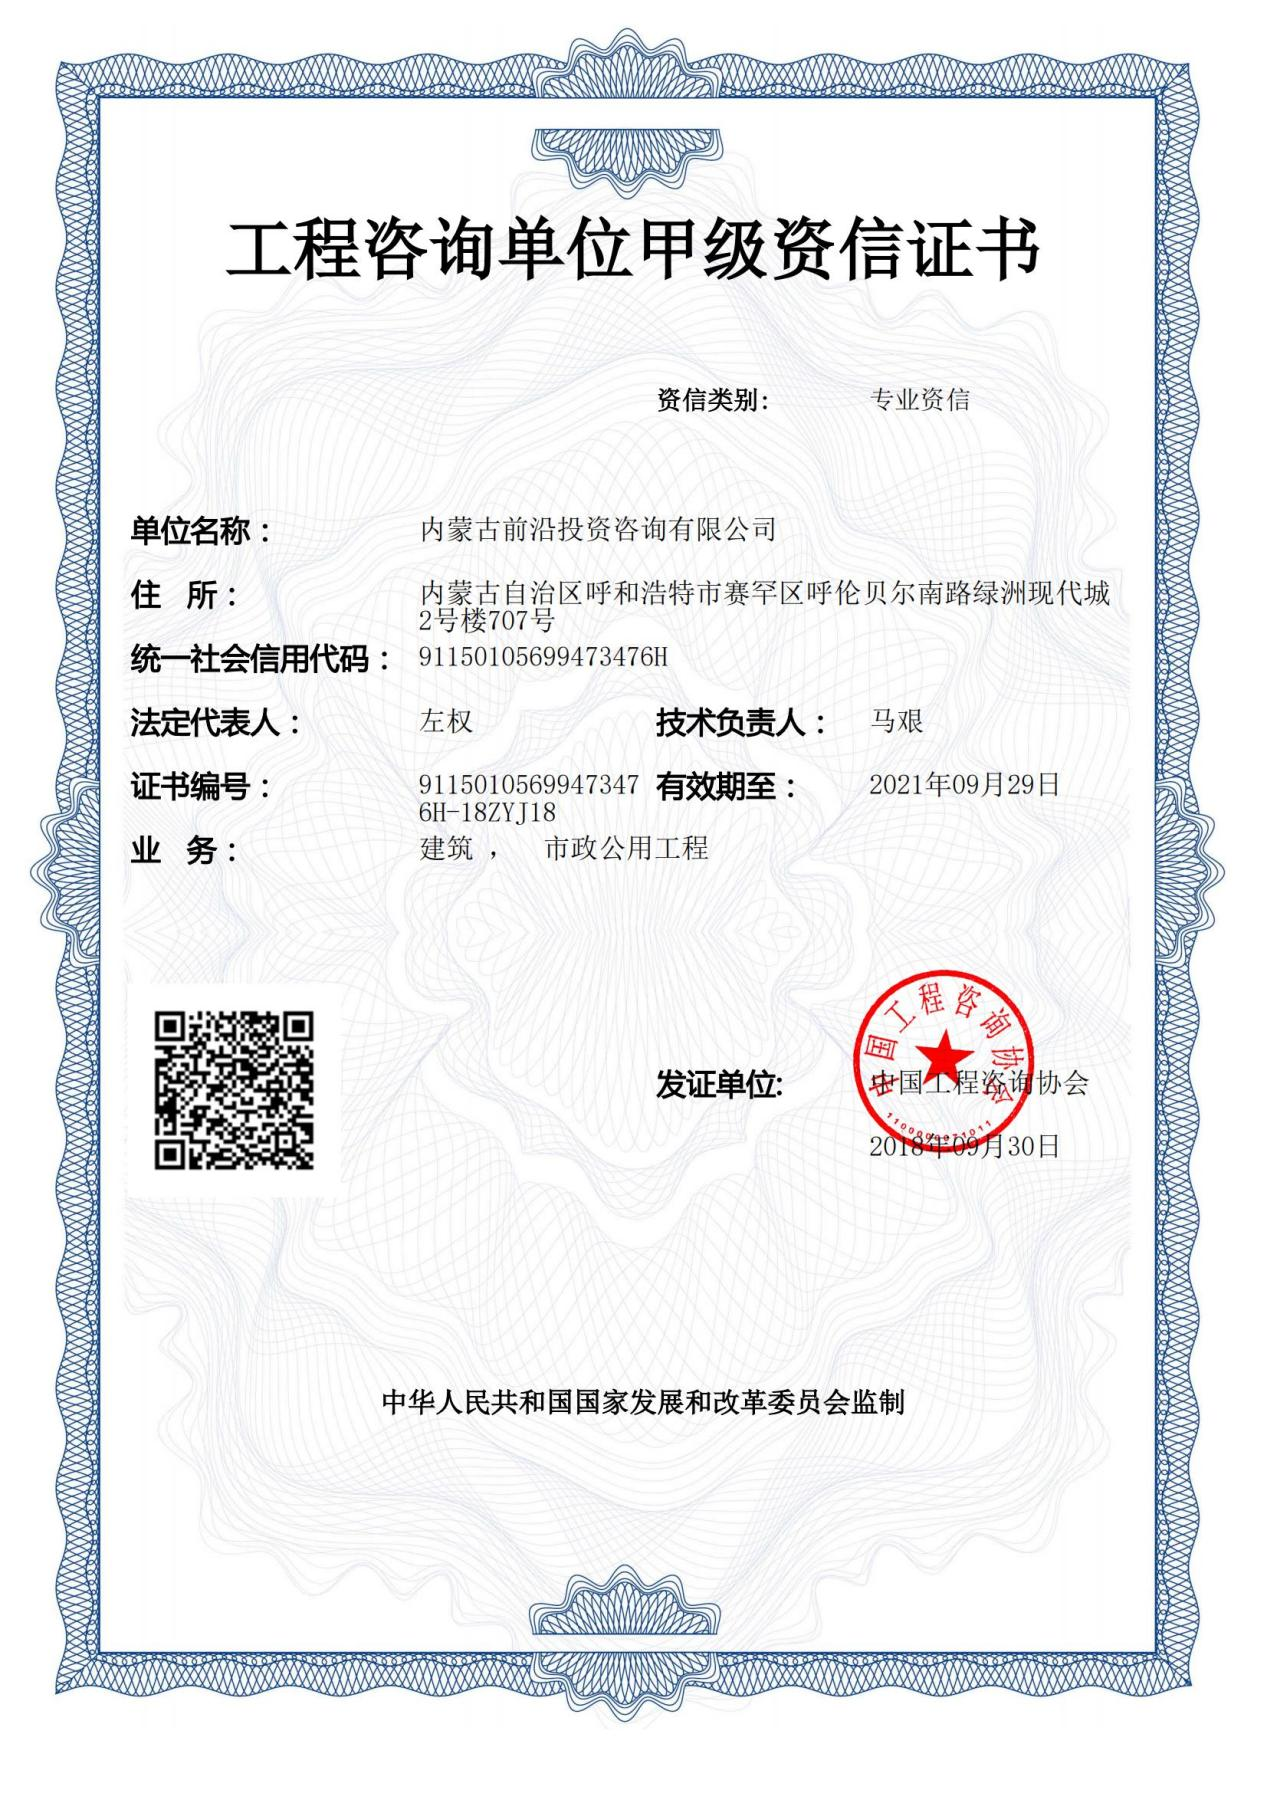 工程咨询单位甲级资信证书
资信类别： 专业资信
单位名称： 内蒙古前沿投资咨询有限公司
住 所： 内蒙古自治区呼和浩特市赛罕区呼伦贝尔南路绿洲现代城
2号楼707号
统一社会信用代码： 91150105699473476H
法定代表人： 左权 技术负责人： 马艰
证书编号： 9115010569947347 有效期至： 2021年09月29日
6H-18ZYJ18
业 务： 建筑 ， 市政公用工程
中国工程咨询协会
发证单位: 中国工程咨询协会
2018年09月30日
中华人民共和国国家发展和改革委员会监制